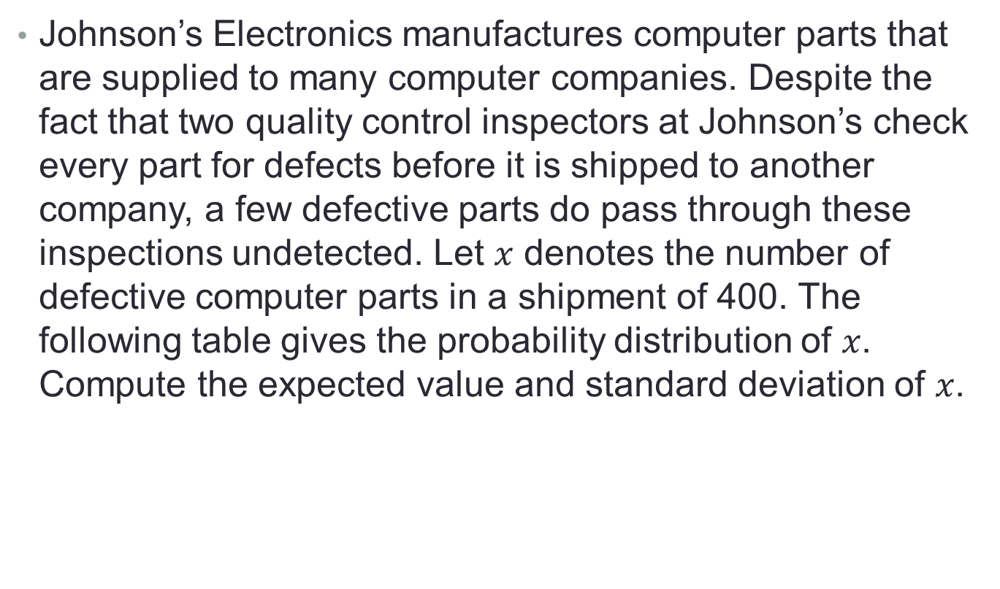 • Johnson’s Electronics manufactures computer parts that
are supplied to many computer companies. Despite the
fact that two quality control inspectors at Johnson’s check
every part for defects before it is shipped to another
company, a few defective parts do pass through these
inspections undetected. Let 𝑥 denotes the number of
defective computer parts in a shipment of 400. The
following table gives the probability distribution of 𝑥.
Compute the expected value and standard deviation of 𝑥.